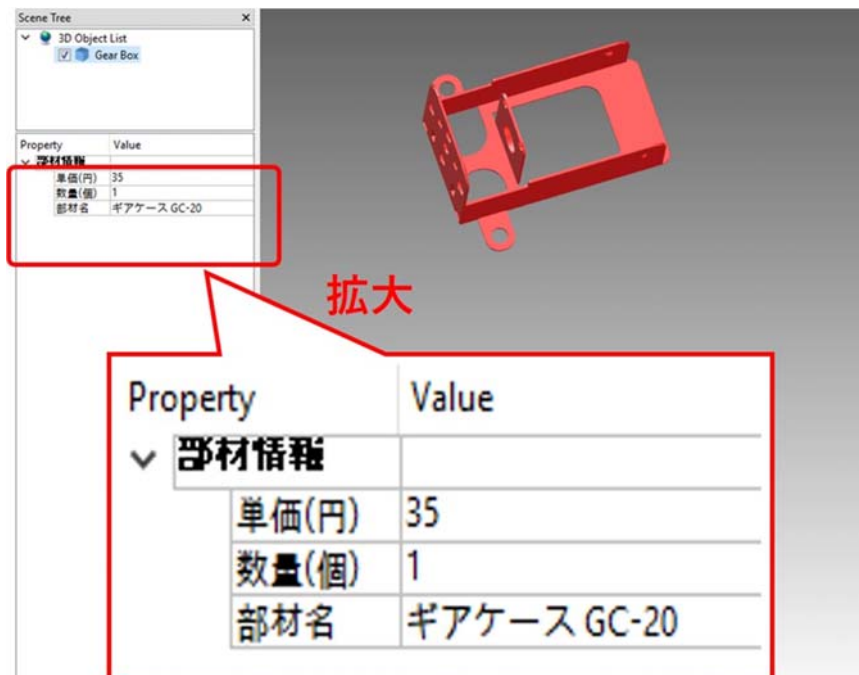 Scene Tree
3D Object List
Gear Box
Property Value
部材情報
単価(円) 35
数量(個) 1
部材名 ギアケース GC-20
拡大
Property Value
部材情報
単価(円) 35
数量(個) 1
部材名 ギアケース GC-20